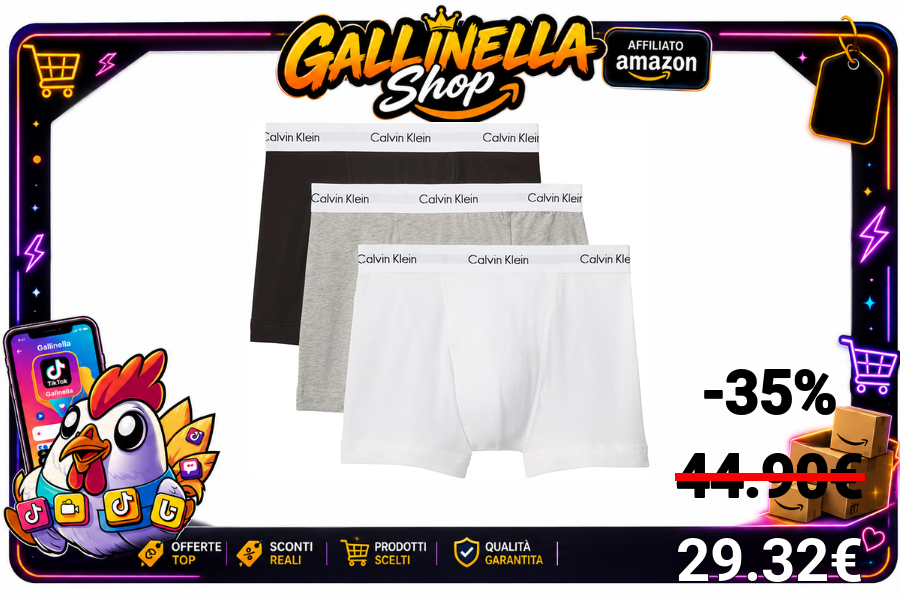 GALLINELLA
Shop
AFFILIATO
amazon
Calvin Klein Calvin Klein Calvin Klein
Calvin Klein Calvin Klein Calvin Klein
Calvin Klein Calvin Klein Calvin Kle
Gallinella
TikTok
Gallinella
-35%
44.90€
29.32€
OFFERTE
TOP
SCONTI
REALI
PRODOTTI
SCELTI
QUALITÀ
GARANTITA